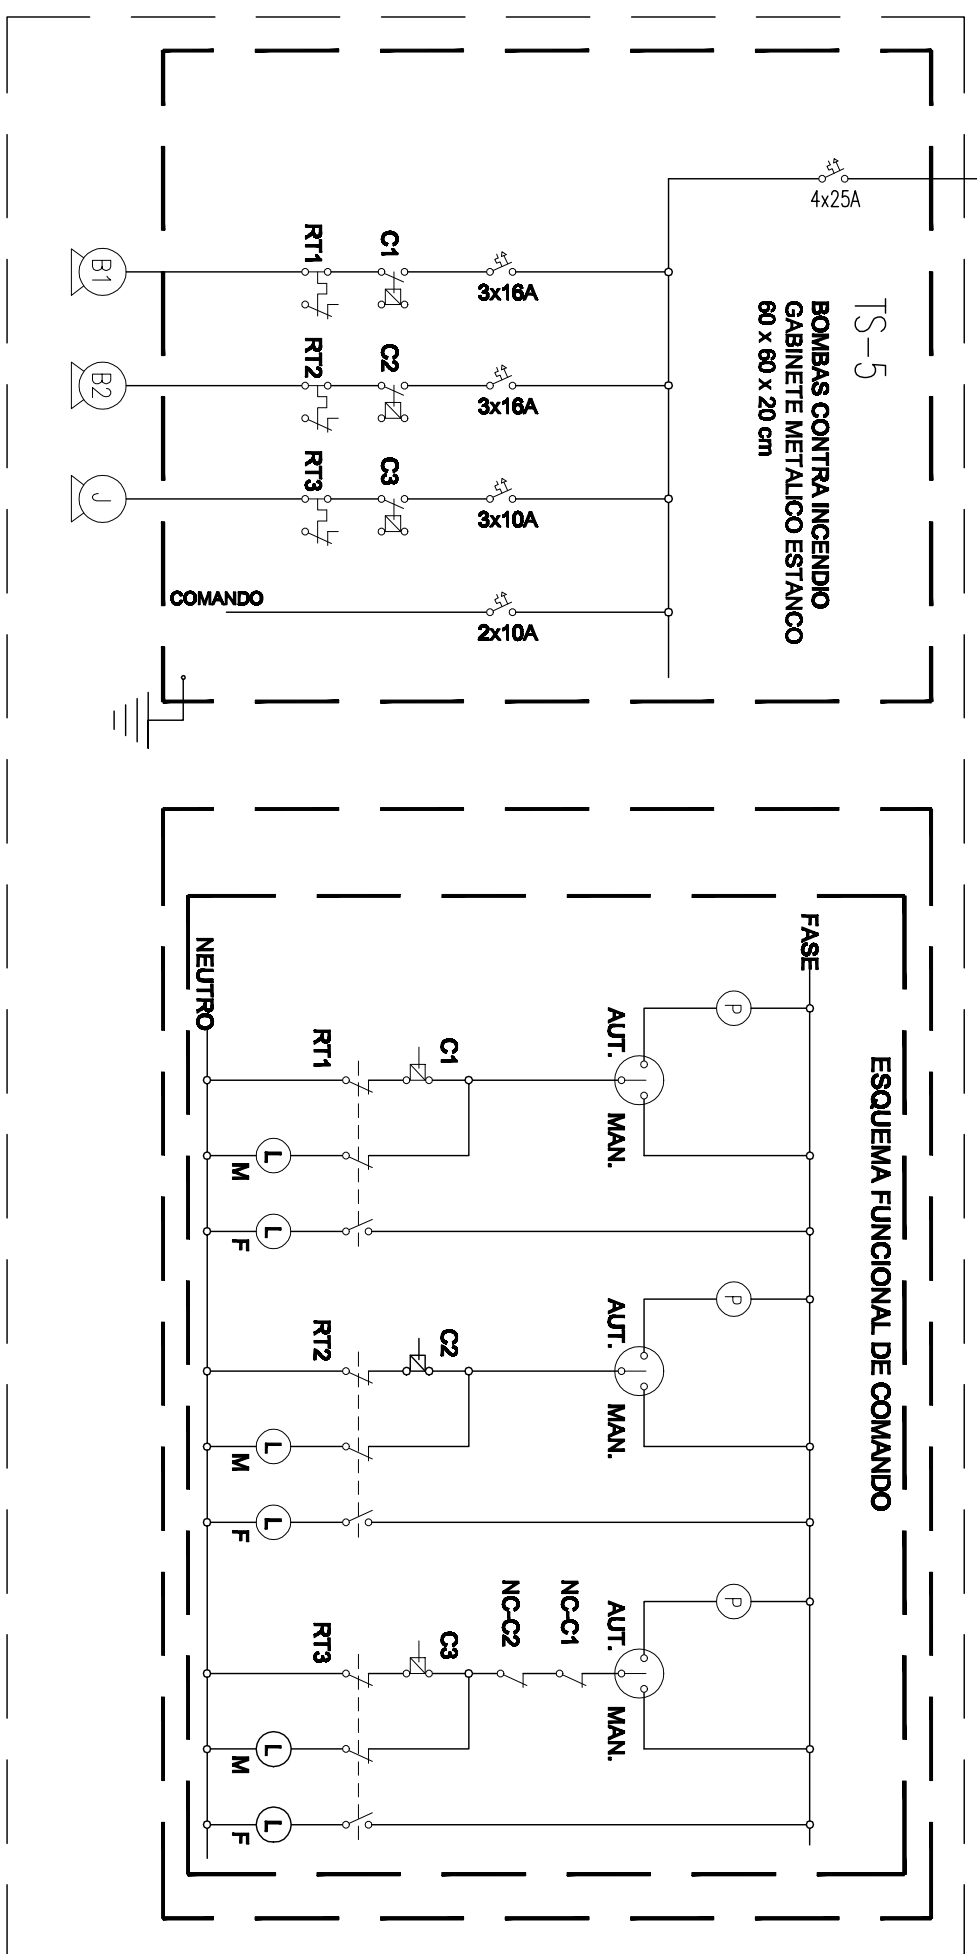 TS-5
BOMBAS CONTRA INCENDIO
GABINETE METALICO ESTANCO
60 x 60 x 20 cm
4x25A
3x16A
3x16A
3x10A
2x10A
C1
C2
C3
RT1
RT2
RT3
COMANDO
B1
B2
J
ESQUEMA FUNCIONAL DE COMANDO
FASE
P
P
P
AUT.
MAN.
AUT.
MAN.
AUT.
MAN.
NC-C1
NC-C2
C1
C2
C3
RT1
RT2
RT3
L
L
L
L
L
L
M
F
M
F
M
F
NEUTRO